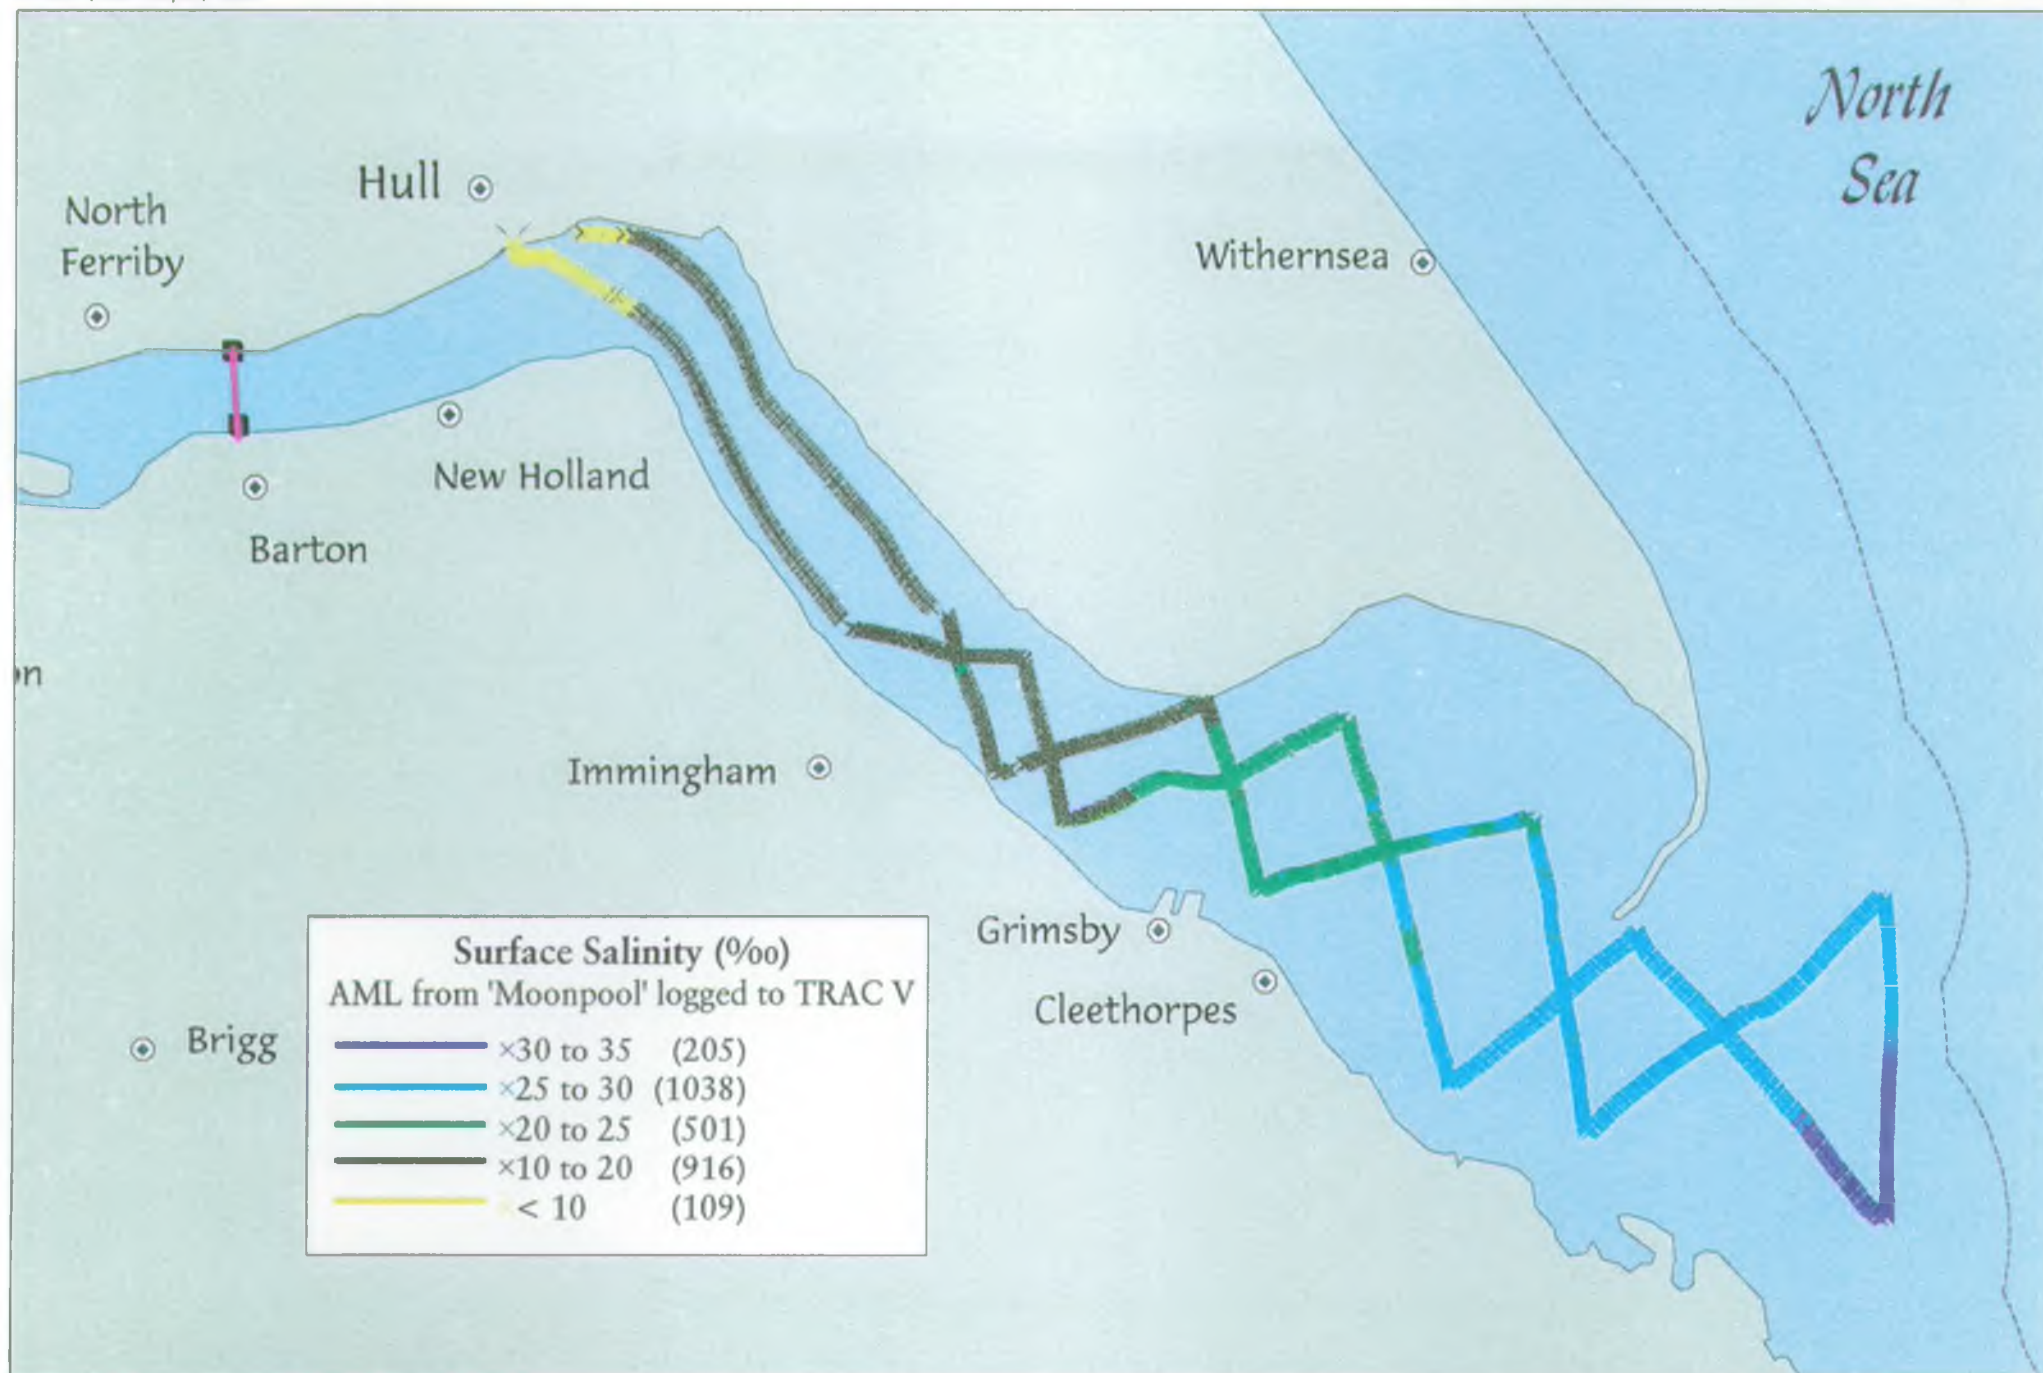 North
Sea
Hull
North
Ferriby
Withernsea
New Holland
Barton
Immingham
Grimsby
Cleethorpes
Brigg
Surface Salinity (‰)
AML from 'Moonpool' logged to TRAC V
×30 to 35 (205)
×25 to 30 (1038)
×20 to 25 (501)
×10 to 20 (916)
×< 10 (109)